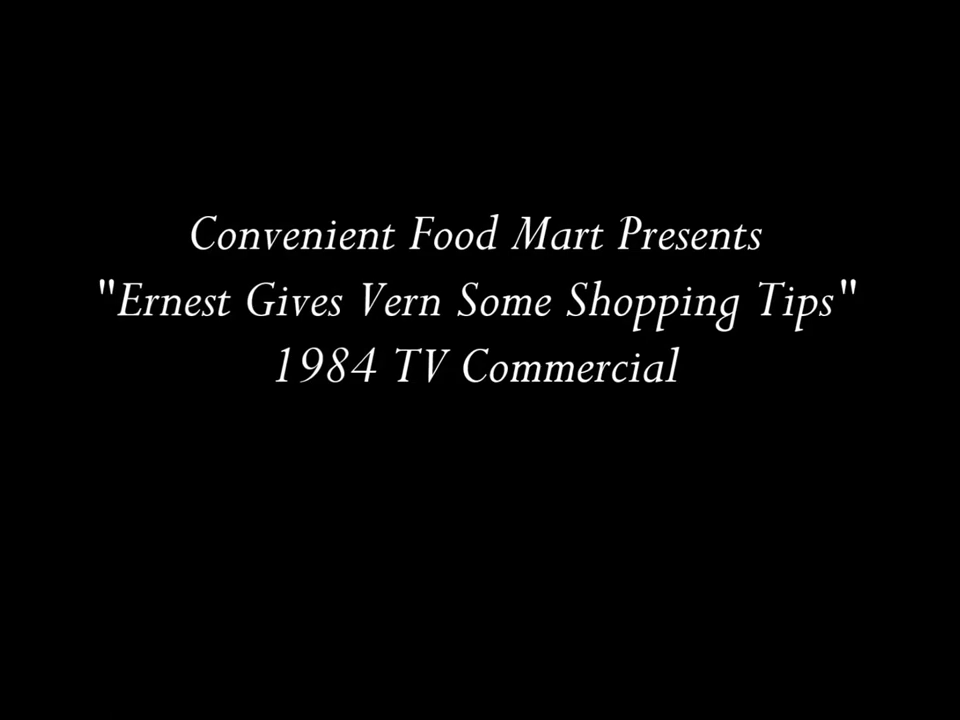 Convenient Food Mart Presents
"Ernest Gives Vern Some Shopping Tips"
1984 TV Commercial